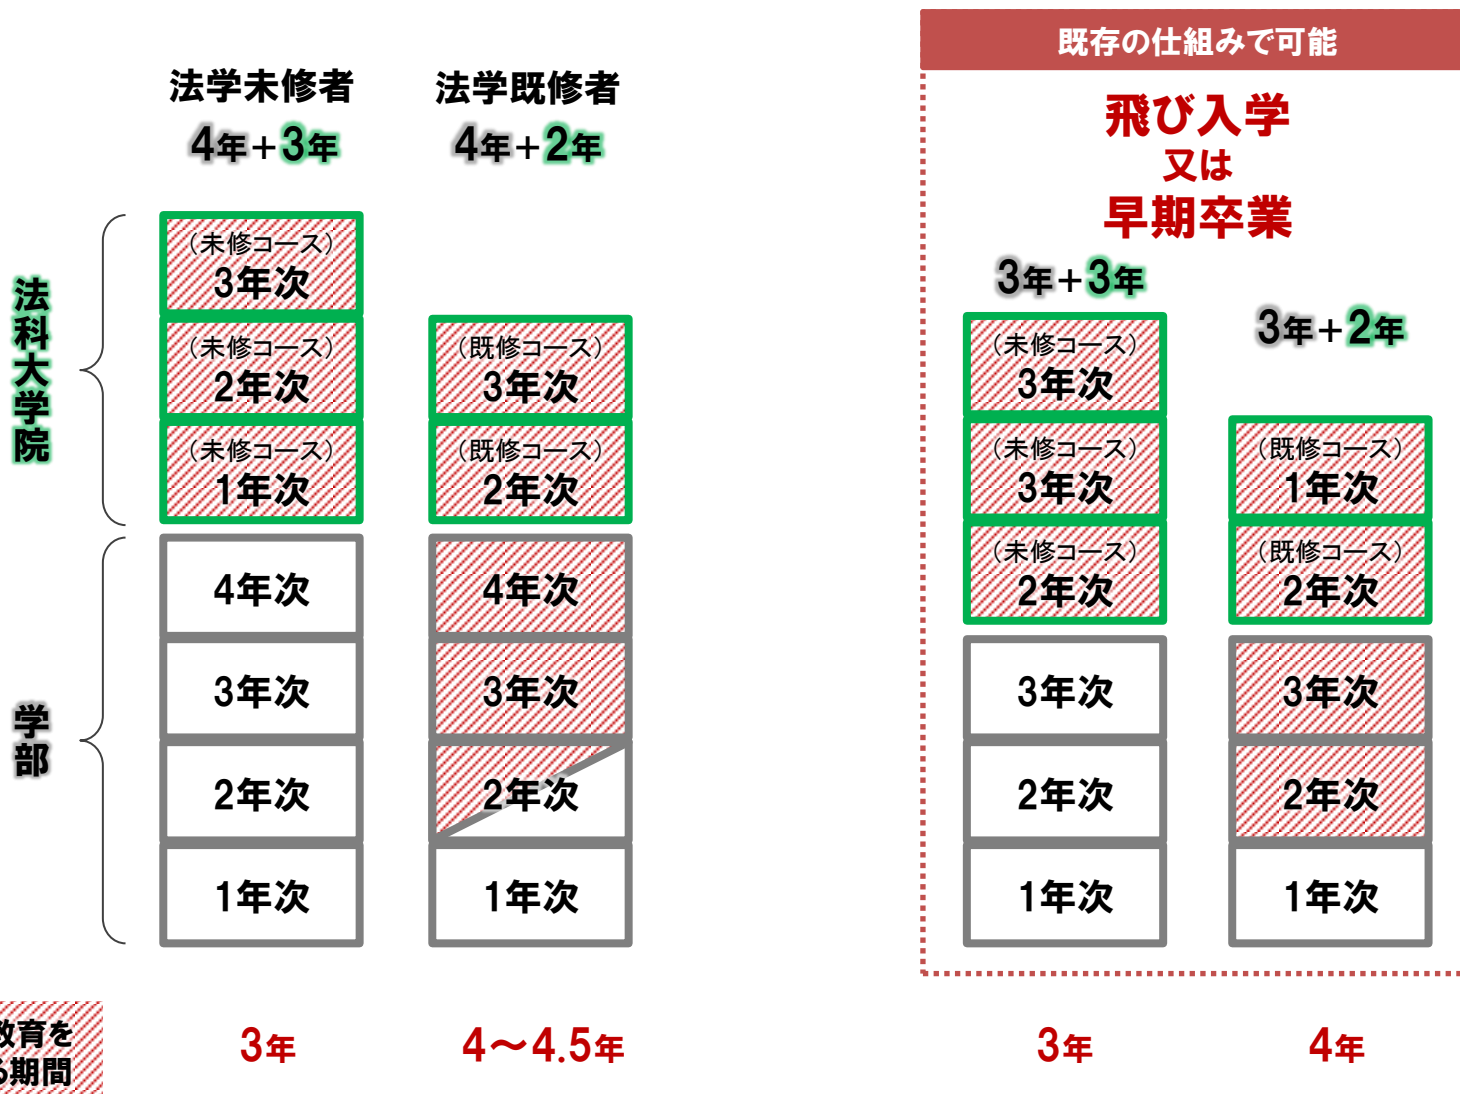 既存の仕組みで可能
法学未修者
4年+3年
法学既修者
4年+2年
飛び入学
又は
早期卒業
3年+3年
3年+2年
法科大学院
(未修コース)
3年次
(未修コース)
2年次
(未修コース)
1年次
(既修コース)
3年次
(既修コース)
2年次
(未修コース)
3年次
(未修コース)
3年次
(未修コース)
2年次
(既修コース)
1年次
(既修コース)
2年次
学部
4年次
3年次
2年次
1年次
4年次
3年次
2年次
1年次
3年次
2年次
1年次
3年次
2年次
1年次
教育を
期間
3年
4～4.5年
3年
4年